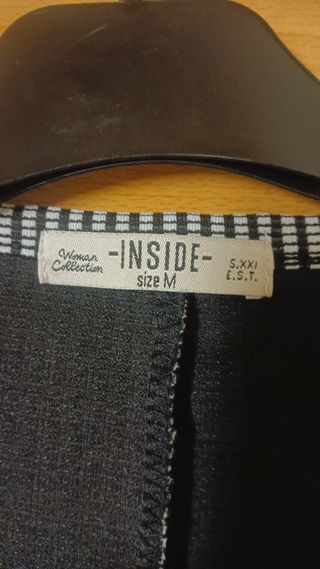 Woman
Collection
-INSIDE-
size M
S.XXI
E.S.T.